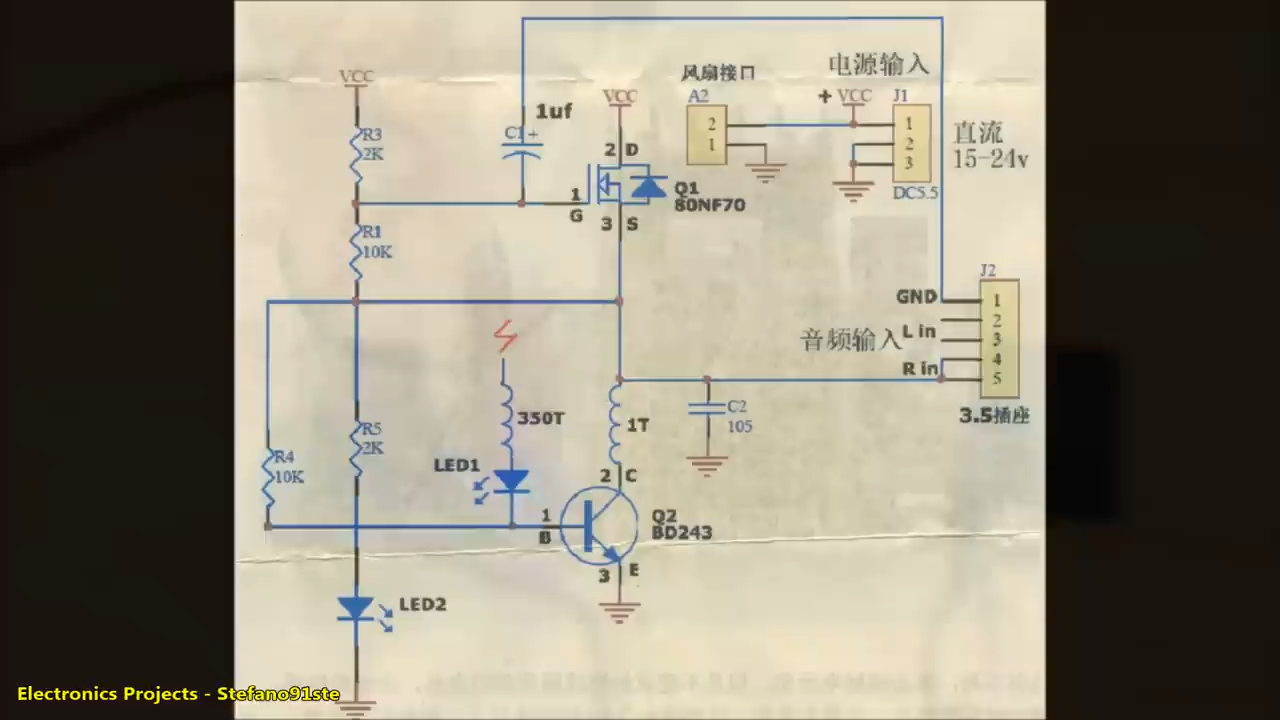 VCC
R3
2K
R1
10K
1uf
C1 +
VCC
2 D
1
G
3 S
Q1
80NF70
风扇接口
A2
2
1
电源输入
+ VCC
J1
1
2
3
DC5.5
直流
15-24v
J2
GND
1
2
L in
3
音频输入
4
R in
5
3.5插座
R4
10K
R5
2K
350T
LED1
1T
C2
105
2 C
1
B
Q2
BD243
3 E
LED2
Electronics Projects - Stefano91ste